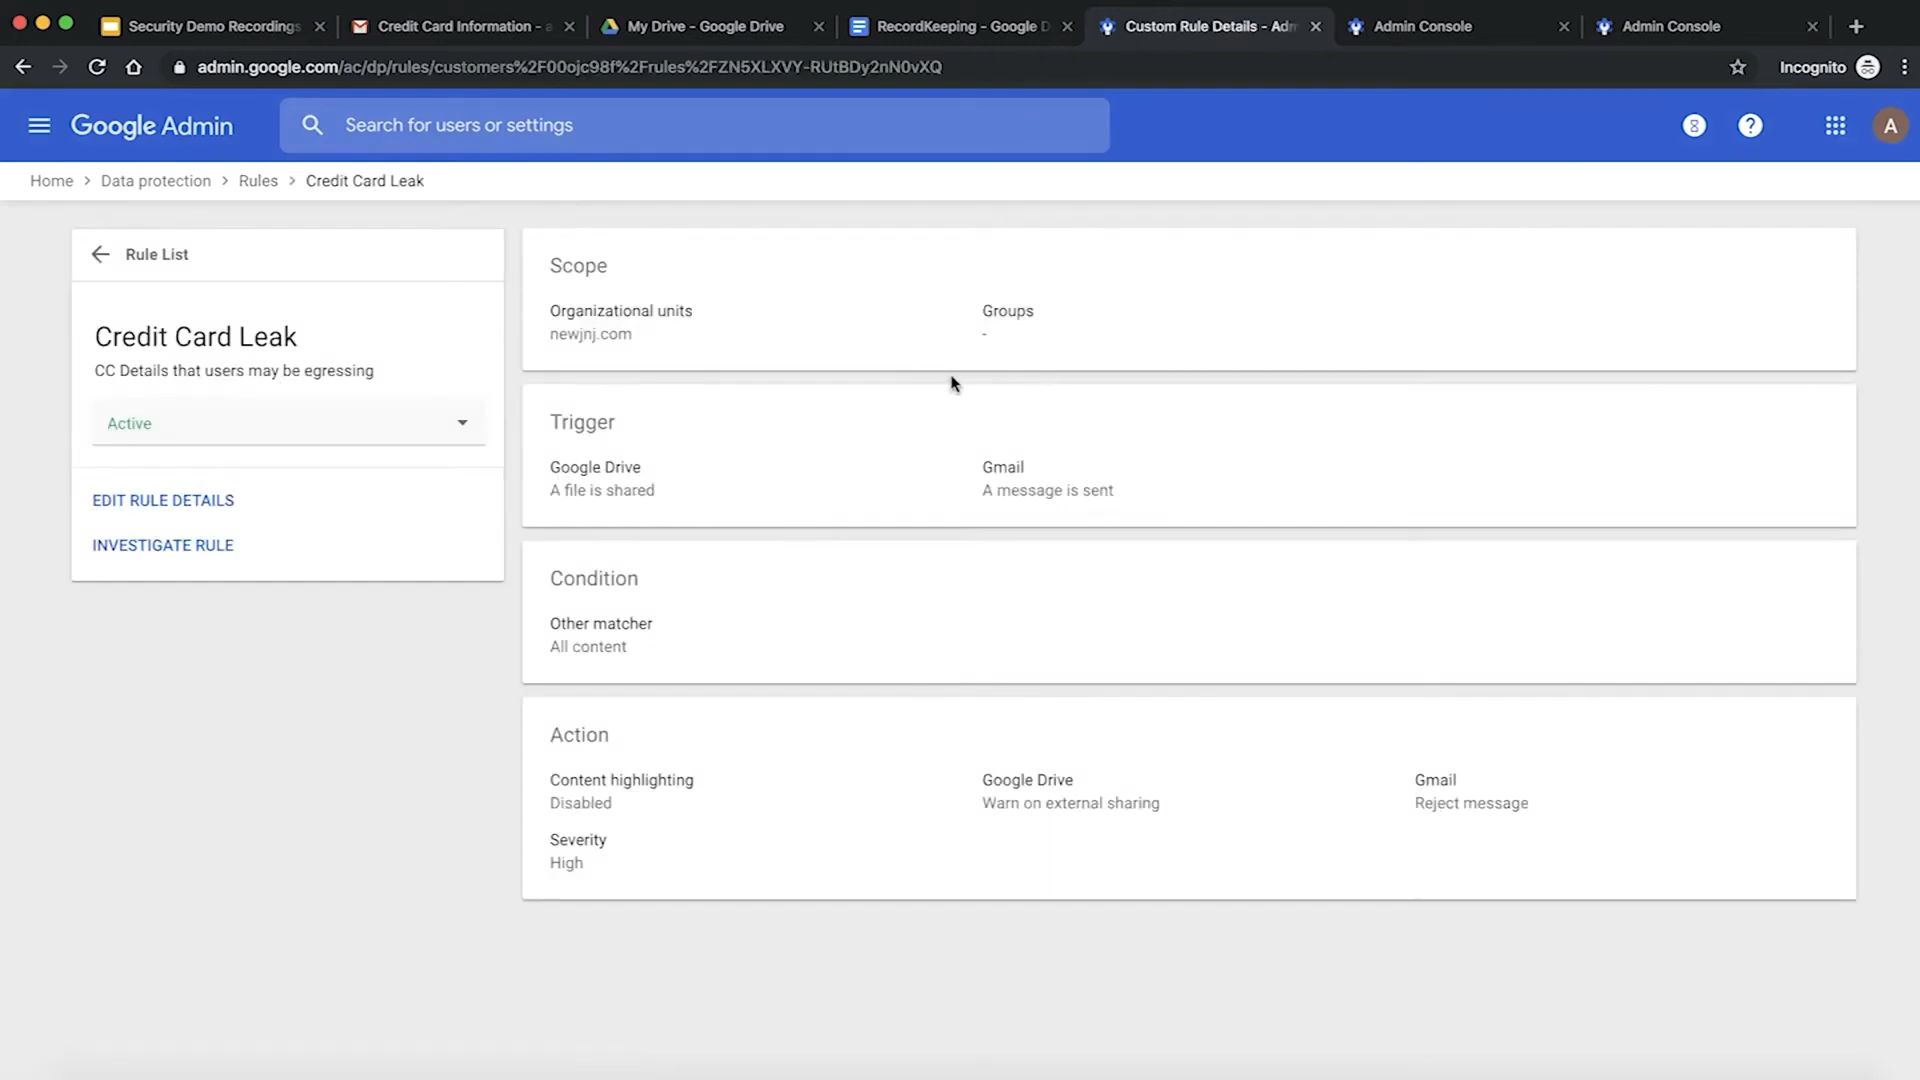 Security Demo Recordings
Credit Card Information - a
My Drive - Google Drive
RecordKeeping - Google D
Custom Rule Details - Adm
Admin Console
Admin Console
admin.google.com/ac/dp/rules/customers%2F00ojc98f%2Frules%2FZN5XLXVY-RUtBDy2nN0vXQ
Incognito
Google Admin
Search for users or settings
?
A
Home > Data protection > Rules > Credit Card Leak
Rule List
Credit Card Leak
CC Details that users may be egressing
Active
EDIT RULE DETAILS
INVESTIGATE RULE
Scope
Organizational units
newjnj.com
Groups
-
Trigger
Google Drive
A file is shared
Gmail
A message is sent
Condition
Other matcher
All content
Action
Content highlighting
Disabled
Google Drive
Warn on external sharing
Gmail
Reject message
Severity
High